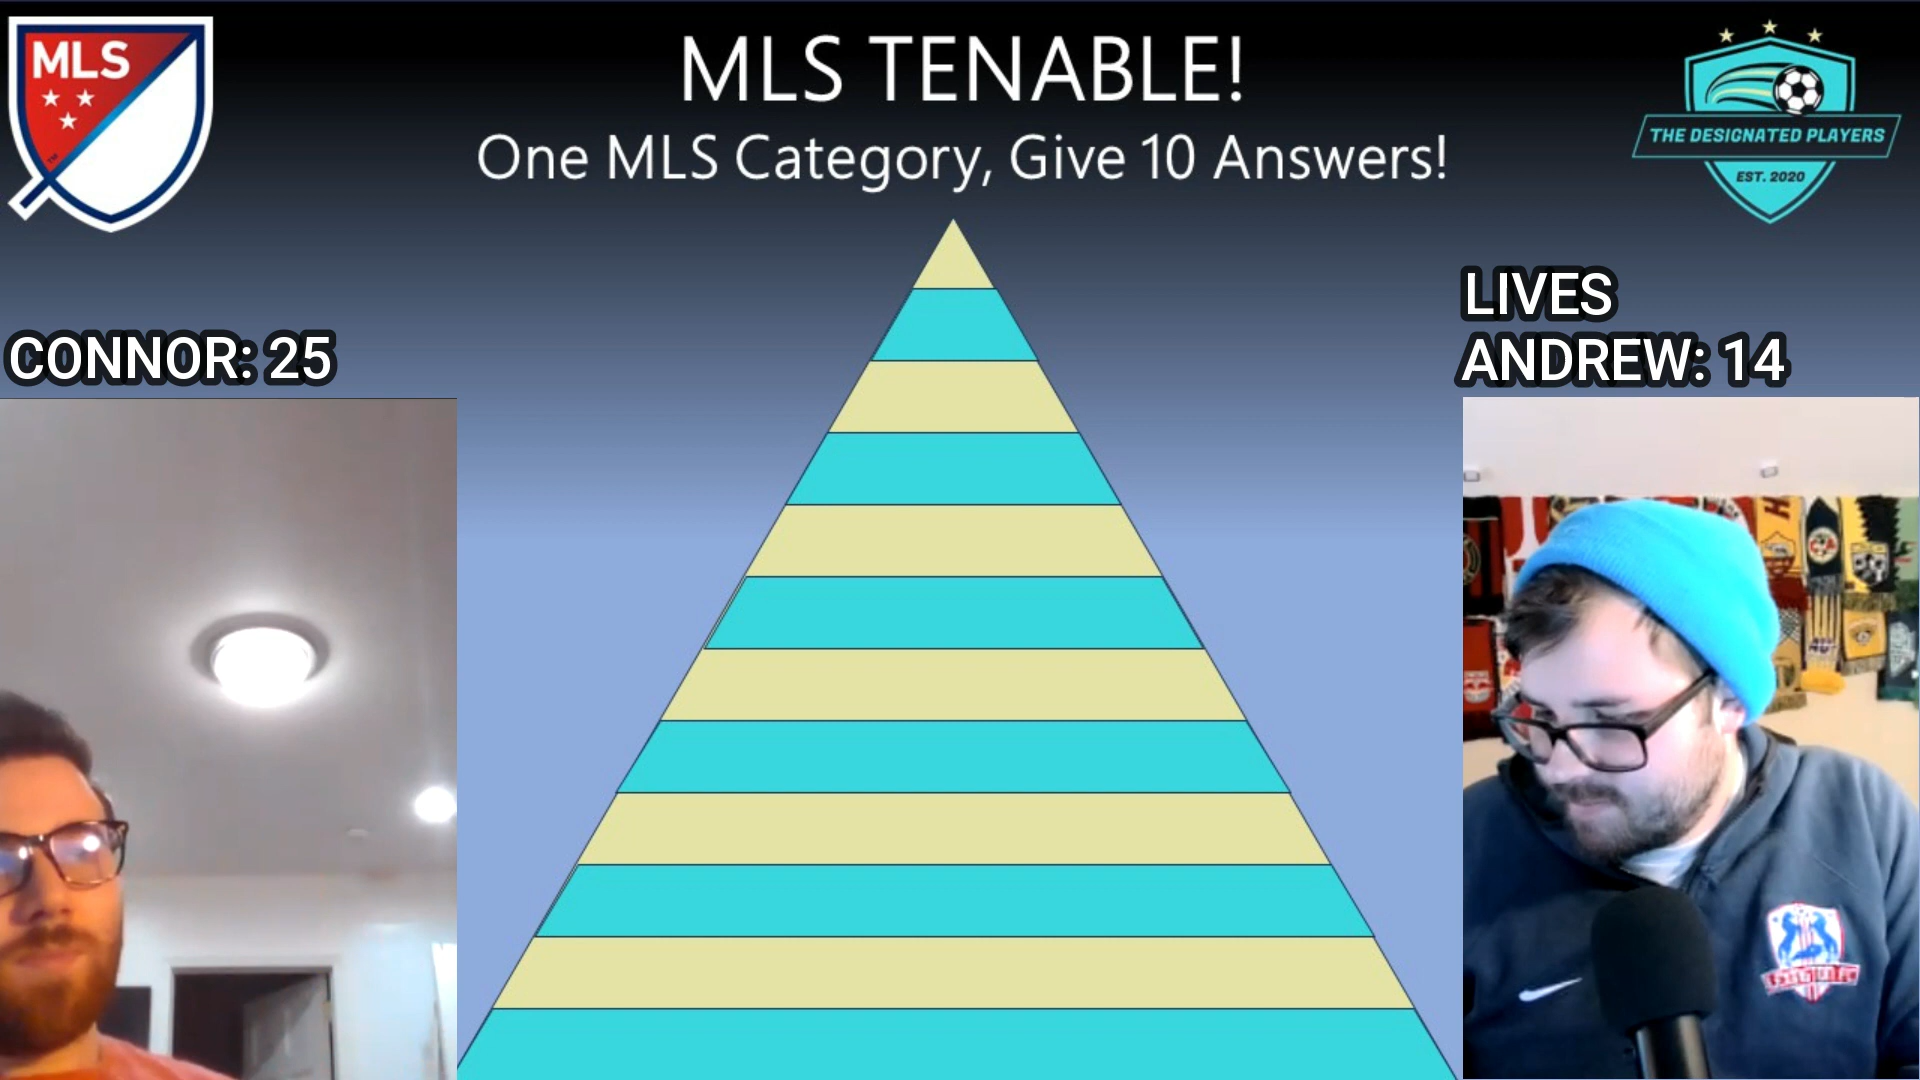 MLS
MLS TENABLE!
One MLS Category, Give 10 Answers!
THE DESIGNATED PLAYERS
EST. 2020
CONNOR: 25
LIVES
ANDREW: 14